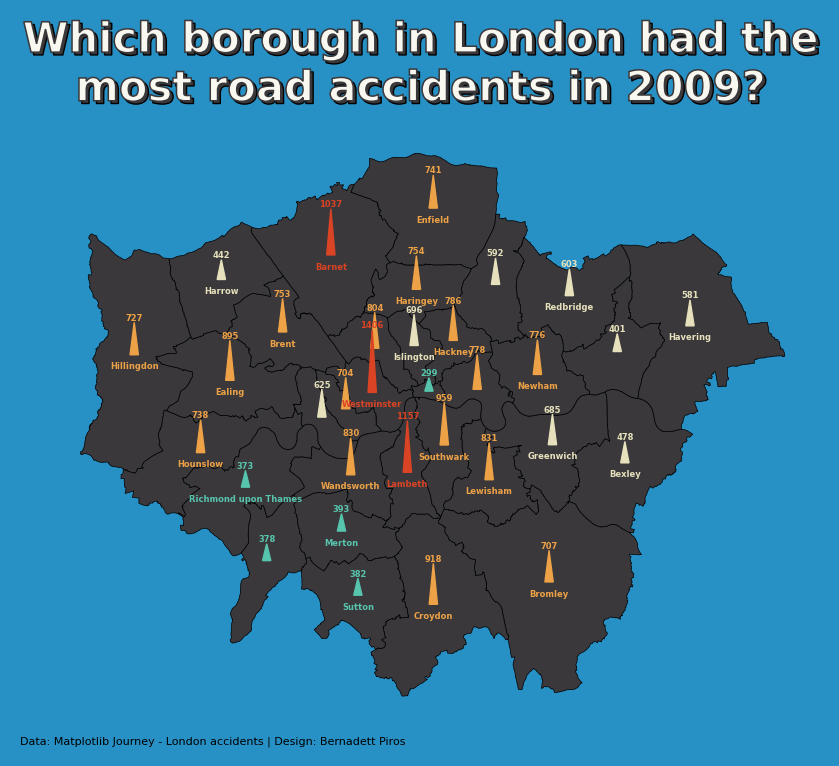 Which borough in London had the
most road accidents in 2009?
741
Enfield
1037
Barnet
442
Harrow
754
Haringey
592
603
Redbridge
581
Havering
753
Brent
804
696
Islington
786
Hackney
727
Hillingdon
895
Ealing
1406
Westminster
776
Newham
401
778
299
704
625
738
Hounslow
959
Southwark
1157
Lambeth
685
Greenwich
830
Wandsworth
831
Lewisham
478
Bexley
373
Richmond upon Thames
393
Merton
378
382
Sutton
918
Croydon
707
Bromley
Data: Matplotlib Journey - London accidents | Design: Bernadett Piros